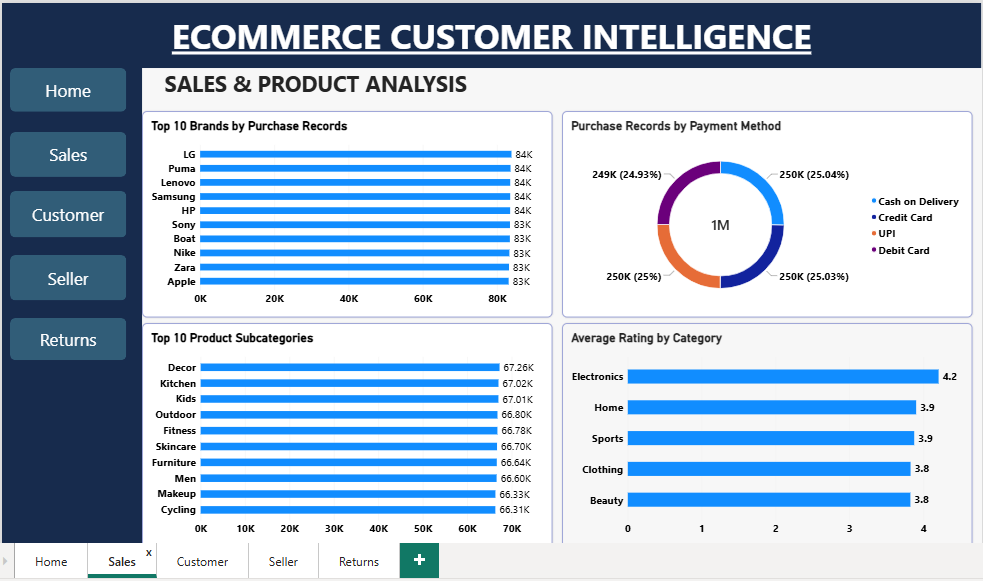 ECOMMERCE CUSTOMER INTELLIGENCE
Home
Sales
Customer
Seller
Returns
SALES & PRODUCT ANALYSIS
Top 10 Brands by Purchase Records
LG 84K
Puma 84K
Lenovo 84K
Samsung 84K
HP 84K
Sony 83K
Boat 83K
Nike 83K
Zara 83K
Apple 83K
0K 20K 40K 60K 80K
Purchase Records by Payment Method
249K (24.93%) 250K (25.04%)
1M
250K (25%) 250K (25.03%)
Cash on Delivery
Credit Card
UPI
Debit Card
Top 10 Product Subcategories
Decor 67.26K
Kitchen 67.02K
Kids 67.01K
Outdoor 66.80K
Fitness 66.78K
Skincare 66.70K
Furniture 66.64K
Men 66.60K
Makeup 66.33K
Cycling 66.31K
0K 10K 20K 30K 40K 50K 60K 70K
Average Rating by Category
Electronics 4.2
Home 3.9
Sports 3.9
Clothing 3.8
Beauty 3.8
0 1 2 3 4
Home Sales x Customer Seller Returns +